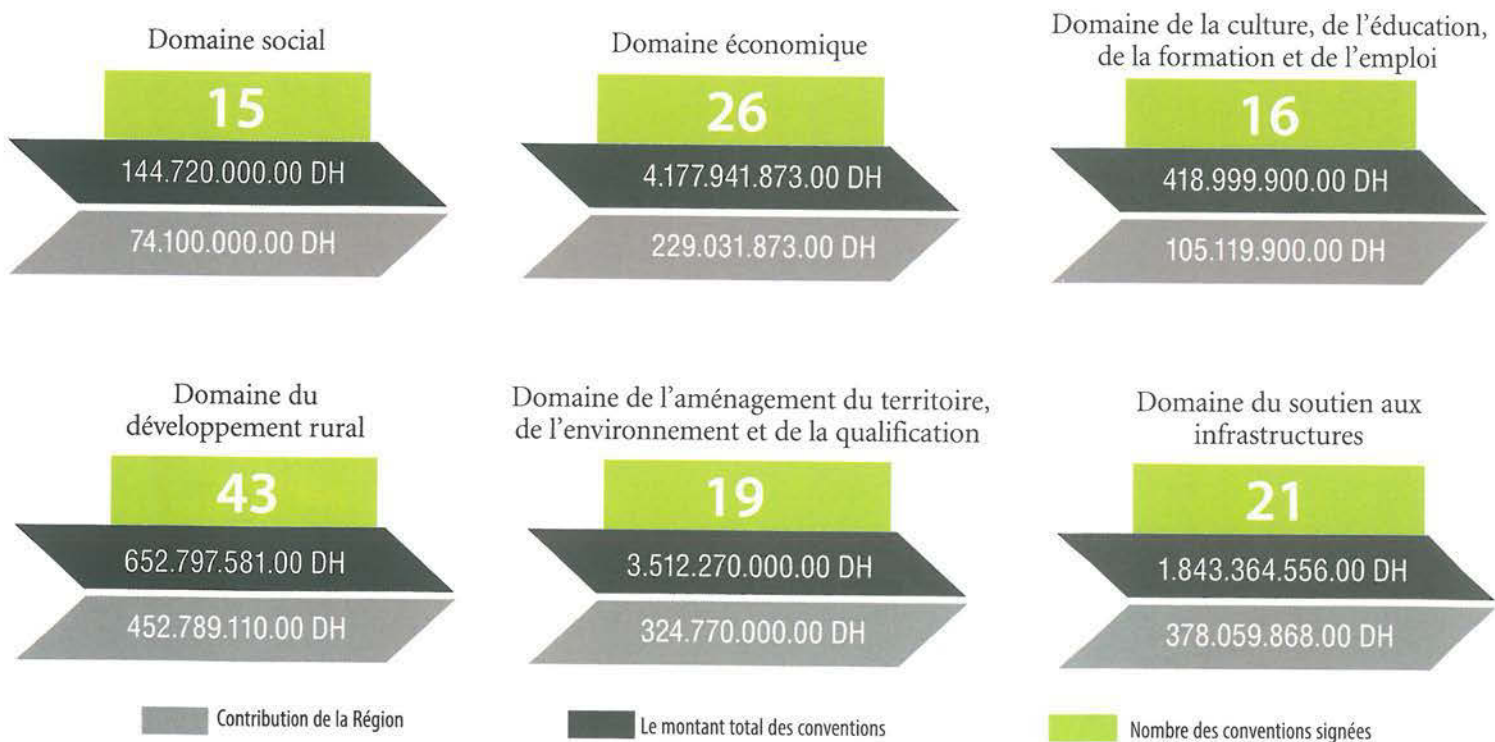 Domaine social
15
144.720.000.00 DH
74.100.000.00 DH
Domaine économique
26
4.177.941.873.00 DH
229.031.873.00 DH
Domaine de la culture, de l'éducation,
de la formation et de l'emploi
16
418.999.900.00 DH
105.119.900.00 DH
Domaine du
développement rural
43
652.797.581.00 DH
452.789.110.00 DH
Domaine de l'aménagement du territoire,
de l'environnement et de la qualification
19
3.512.270.000.00 DH
324.770.000.00 DH
Domaine du soutien aux
infrastructures
21
1.843.364.556.00 DH
378.059.868.00 DH
Contribution de la Région
Le montant total des conventions
Nombre des conventions signées